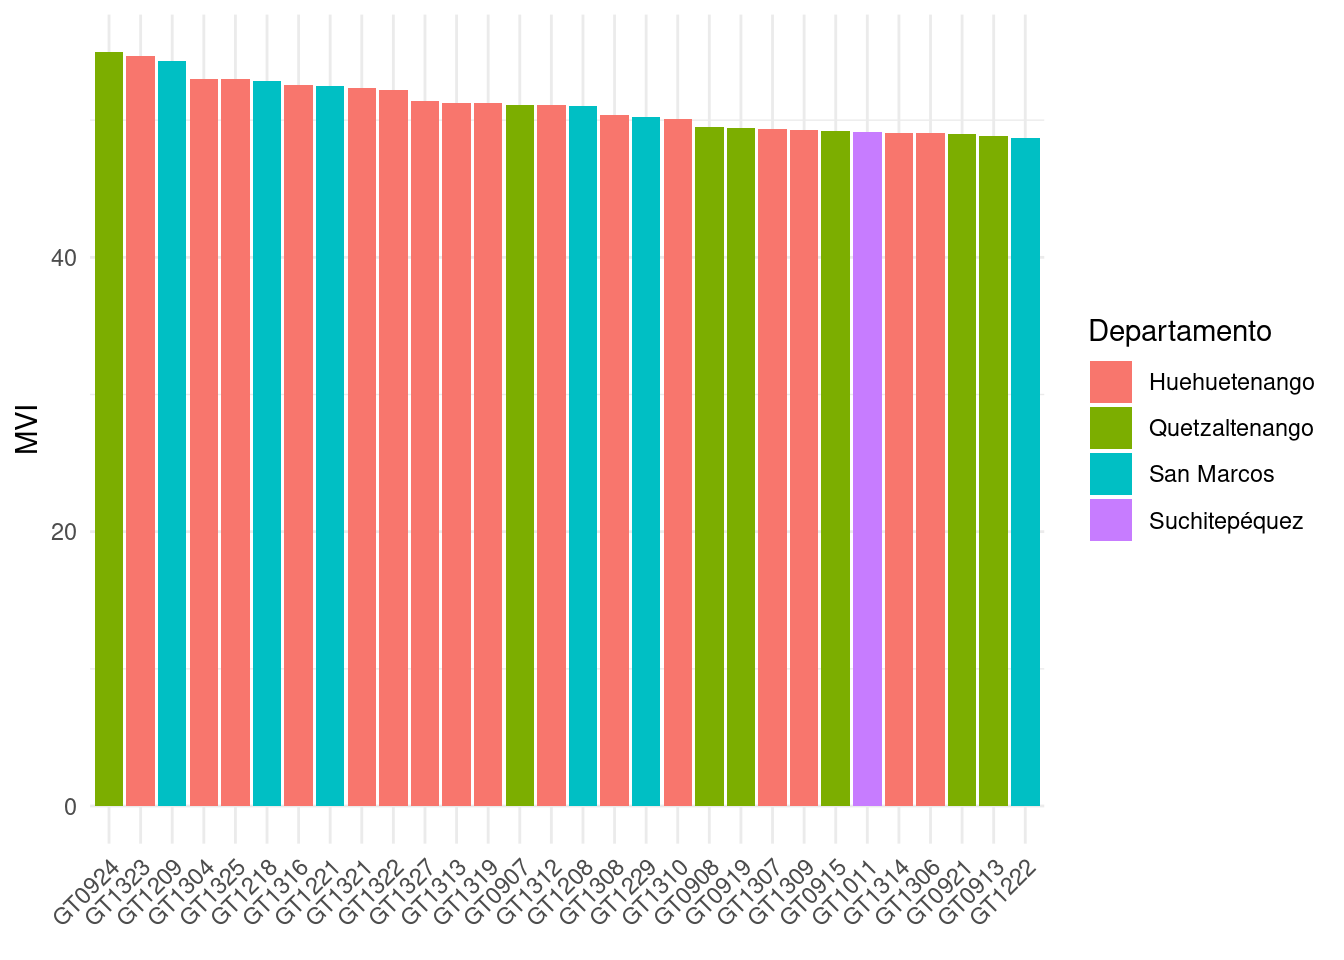 MVI
40
20
0
GT0924
GT1323
GT1209
GT1304
GT1325
GT1218
GT1316
GT1221
GT1321
GT1322
GT1327
GT1313
GT1319
GT0907
GT1312
GT1208
GT1308
GT1229
GT1310
GT0908
GT0919
GT1307
GT1309
GT0915
GT1011
GT1314
GT1306
GT0921
GT0913
GT1222
Departamento
Huehuetenango
Quetzaltenango
San Marcos
Suchitepéquez